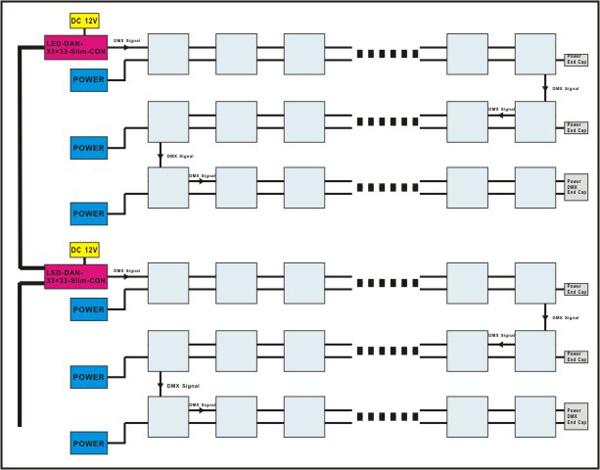 DC 12V
LED-DAN-
33×33-Slim-CON
DMX Signal
POWER
Power
End Cap
DMX Signal
DMX Signal
POWER
Power
End Cap
DMX Signal
DMX Signal
POWER
Power
DMX
End Cap
DC 12V
LED-DAN-
33×33-Slim-CON
DMX Signal
POWER
Power
End Cap
DMX Signal
DMX Signal
POWER
Power
End Cap
DMX Signal
DMX Signal
POWER
Power
DMX
End Cap